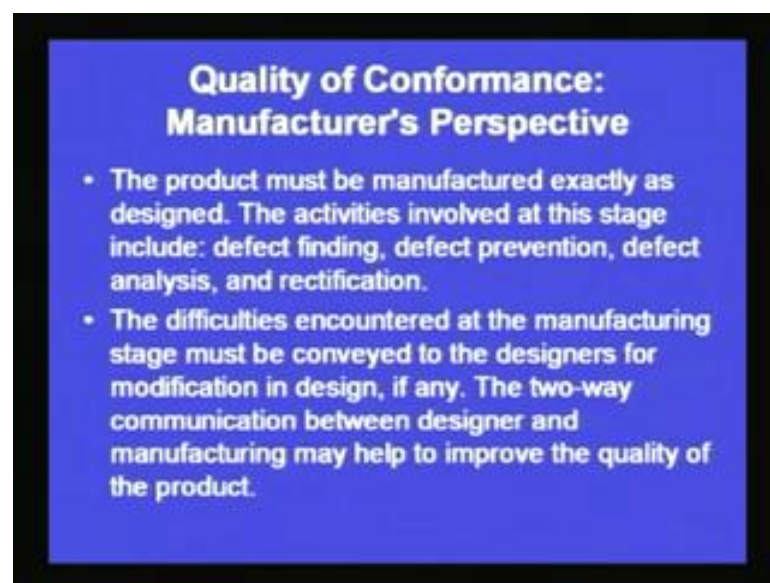 Quality of Conformance:
Manufacturer's Perspective
• The product must be manufactured exactly as
designed. The activities involved at this stage
include: defect finding, defect prevention, defect
analysis, and rectification.
• The difficulties encountered at the manufacturing
stage must be conveyed to the designers for
modification in design, if any. The two-way
communication between designer and
manufacturing may help to improve the quality of
the product.